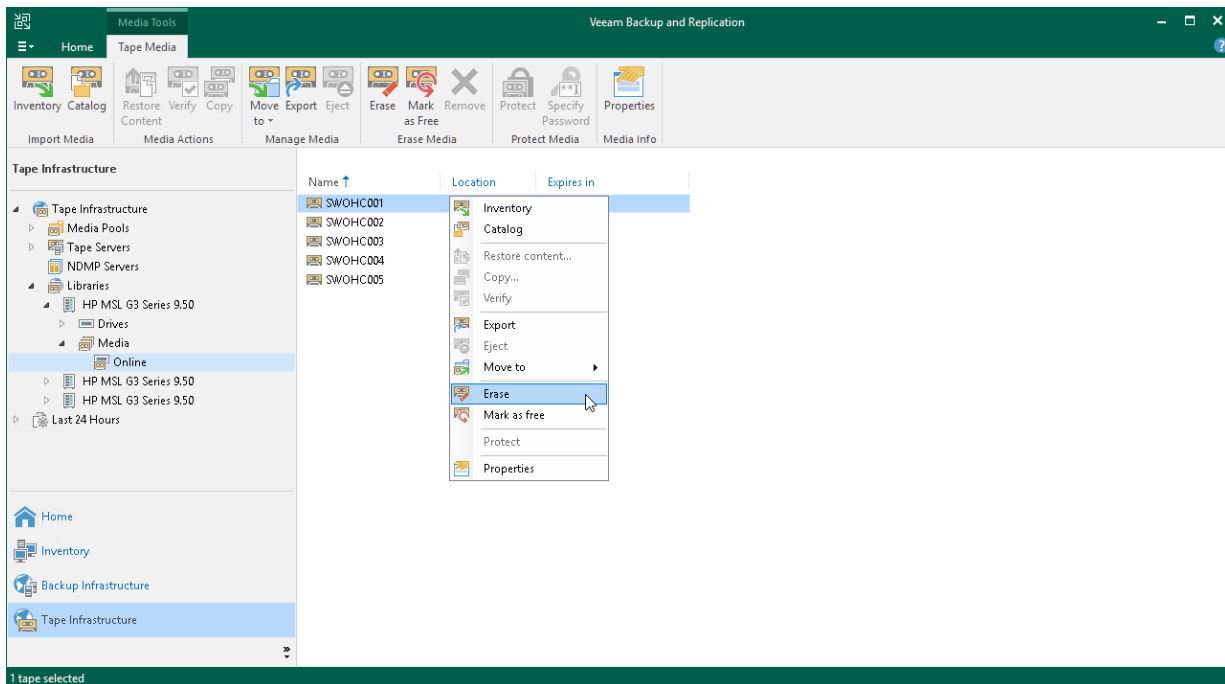 Media Tools
Veeam Backup and Replication
Home
Tape Media
Inventory Catalog Restore Content Verify Copy Move to Export Eject Erase Mark as Free Remove Protect Specify Password Properties
Import Media Media Actions Manage Media Erase Media Protect Media Media Info
Tape Infrastructure
Tape Infrastructure
Media Pools
Tape Servers
NDMP Servers
Libraries
HP MSL G3 Series 9.50
Drives
Media
Online
HP MSL G3 Series 9.50
HP MSL G3 Series 9.50
Last 24 Hours
Home
Inventory
Backup Infrastructure
Tape Infrastructure
Name Location Expires in
SWOHC001
SWOHC002
SWOHC003
SWOHC004
SWOHC005
Inventory
Catalog
Restore content...
Copy...
Verify
Export
Eject
Move to
Erase
Mark as free
Protect
Properties
1 tape selected